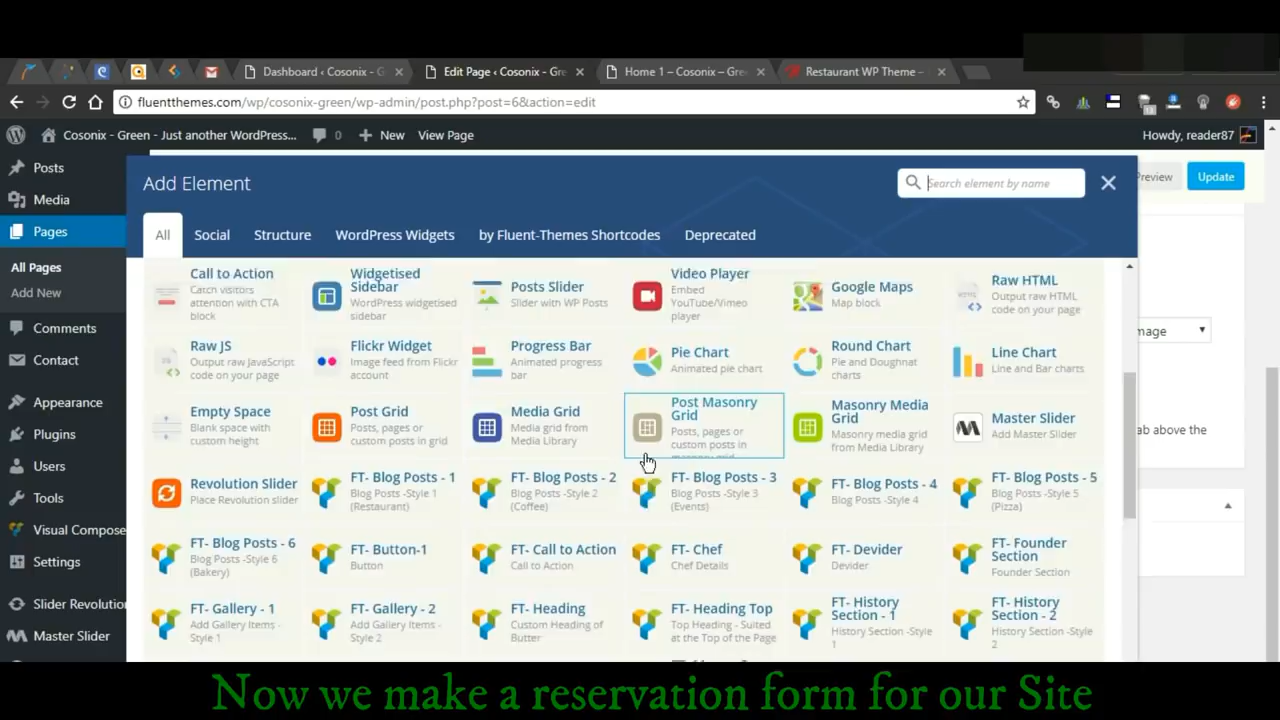 Dashboard ‹ Cosonix - G
Edit Page ‹ Cosonix - Gre
Home 1 – Cosonix – Gre
Restaurant WP Theme –
fluentthemes.com/wp/cosonix-green/wp-admin/post.php?post=6&action=edit
Cosonix - Green - Just another WordPress...
0
New
View Page
Howdy, reader87
Posts
Media
Pages
All Pages
Add New
Comments
Contact
Appearance
Plugins
Users
Tools
Visual Compose
Settings
Slider Revolution
Master Slider
Add Element
Search element by name
Preview
Update
All
Social
Structure
WordPress Widgets
by Fluent-Themes Shortcodes
Deprecated
Call to Action
Catch visitors
attention with CTA
block
Widgetised
Sidebar
WordPress widgetised
sidebar
Posts Slider
Slider with WP Posts
Video Player
Embed
YouTube/Vimeo
player
Google Maps
Map block
Raw HTML
Output raw HTML
code on your page
Raw JS
Output raw JavaScript
code on your page
Flickr Widget
Image feed from Flickr
account
Progress Bar
Animated progress
bar
Pie Chart
Animated pie chart
Round Chart
Pie and Doughnat
charts
Line Chart
Line and Bar charts
Empty Space
Blank space with
custom height
Post Grid
Posts, pages or
custom posts in grid
Media Grid
Media grid from
Media Library
Post Masonry
Grid
Posts, pages or
custom posts in
masonry grid
Masonry Media
Grid
Masonry media grid
from Media Library
Master Slider
Add Master Slider
Revolution Slider
Place Revolution slider
FT- Blog Posts - 1
Blog Posts -Style 1
(Restaurant)
FT- Blog Posts - 2
Blog Posts -Style 2
(Coffee)
FT- Blog Posts - 3
Blog Posts -Style 3
(Events)
FT- Blog Posts - 4
Blog Posts -Style 4
FT- Blog Posts - 5
Blog Posts -Style 5
(Pizza)
FT- Blog Posts - 6
Blog Posts -Style 6
(Bakery)
FT- Button-1
Button
FT- Call to Action
Call to Action
FT- Chef
Chef Details
FT- Devider
Devider
FT- Founder
Section
Founder Section
FT- Gallery - 1
Add Gallery Items -
Style 1
FT- Gallery - 2
Add Gallery Items -
Style 2
FT- Heading
Custom Heading of
Butter
FT- Heading Top
Top Heading - Suited
at the Top of the Page
FT- History
Section - 1
History Section -Style
1
FT- History
Section - 2
History Section -Style
2
mage
ab above the
Now we make a reservation form for our Site